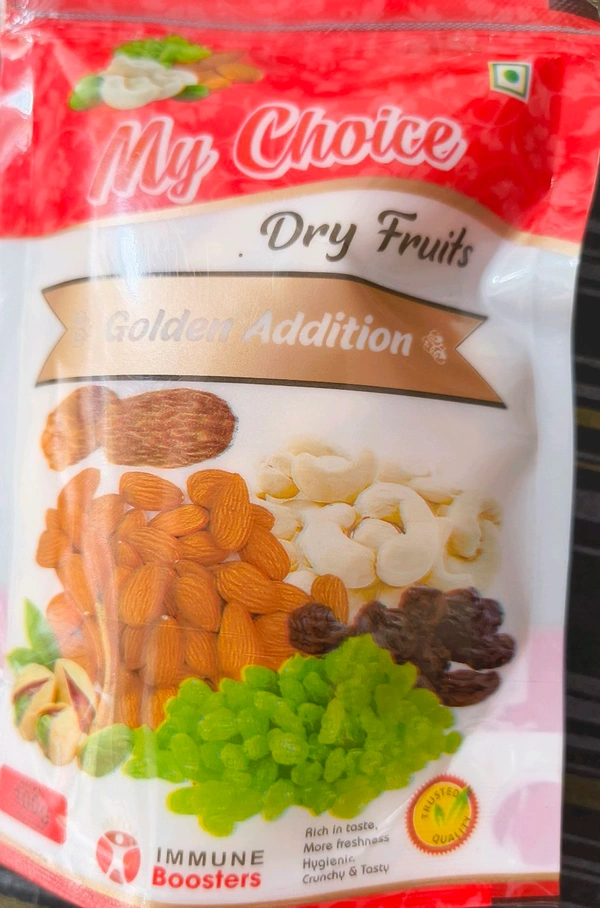 My Choice
Dry Fruits
Golden Addition
IMMUNE
Boosters
Rich in taste,
More freshness
Hygienic
Crunchy & Tasty
TRUSTED
QUALITY